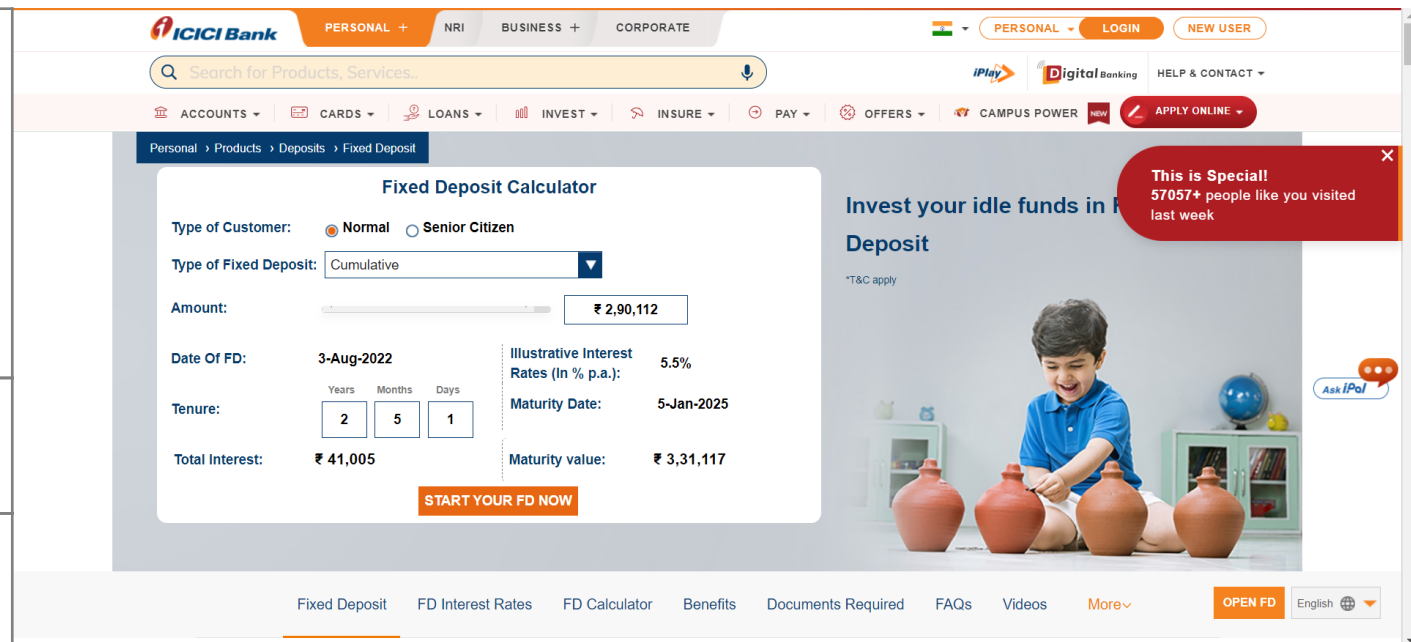 ICICI Bank
PERSONAL + NRI BUSINESS + CORPORATE
PERSONAL LOGIN NEW USER
Search for Products, Services..
iPlay Digital Banking HELP & CONTACT
ACCOUNTS CARDS LOANS INVEST INSURE PAY OFFERS CAMPUS POWER NEW APPLY ONLINE
Personal › Products › Deposits › Fixed Deposit
Fixed Deposit Calculator
Type of Customer: Normal Senior Citizen
Type of Fixed Deposit: Cumulative
Amount: ₹ 2,90,112
Date Of FD: 3-Aug-2022
Illustrative Interest
Rates (In % p.a.): 5.5%
Years Months Days
Tenure: 2 5 1
Maturity Date: 5-Jan-2025
Total Interest: ₹ 41,005
Maturity value: ₹ 3,31,117
START YOUR FD NOW
Invest your idle funds in
Deposit
*T&C apply
This is Special!
57057+ people like you visited
last week
Ask iPal
Fixed Deposit FD Interest Rates FD Calculator Benefits Documents Required FAQs Videos More
OPEN FD English